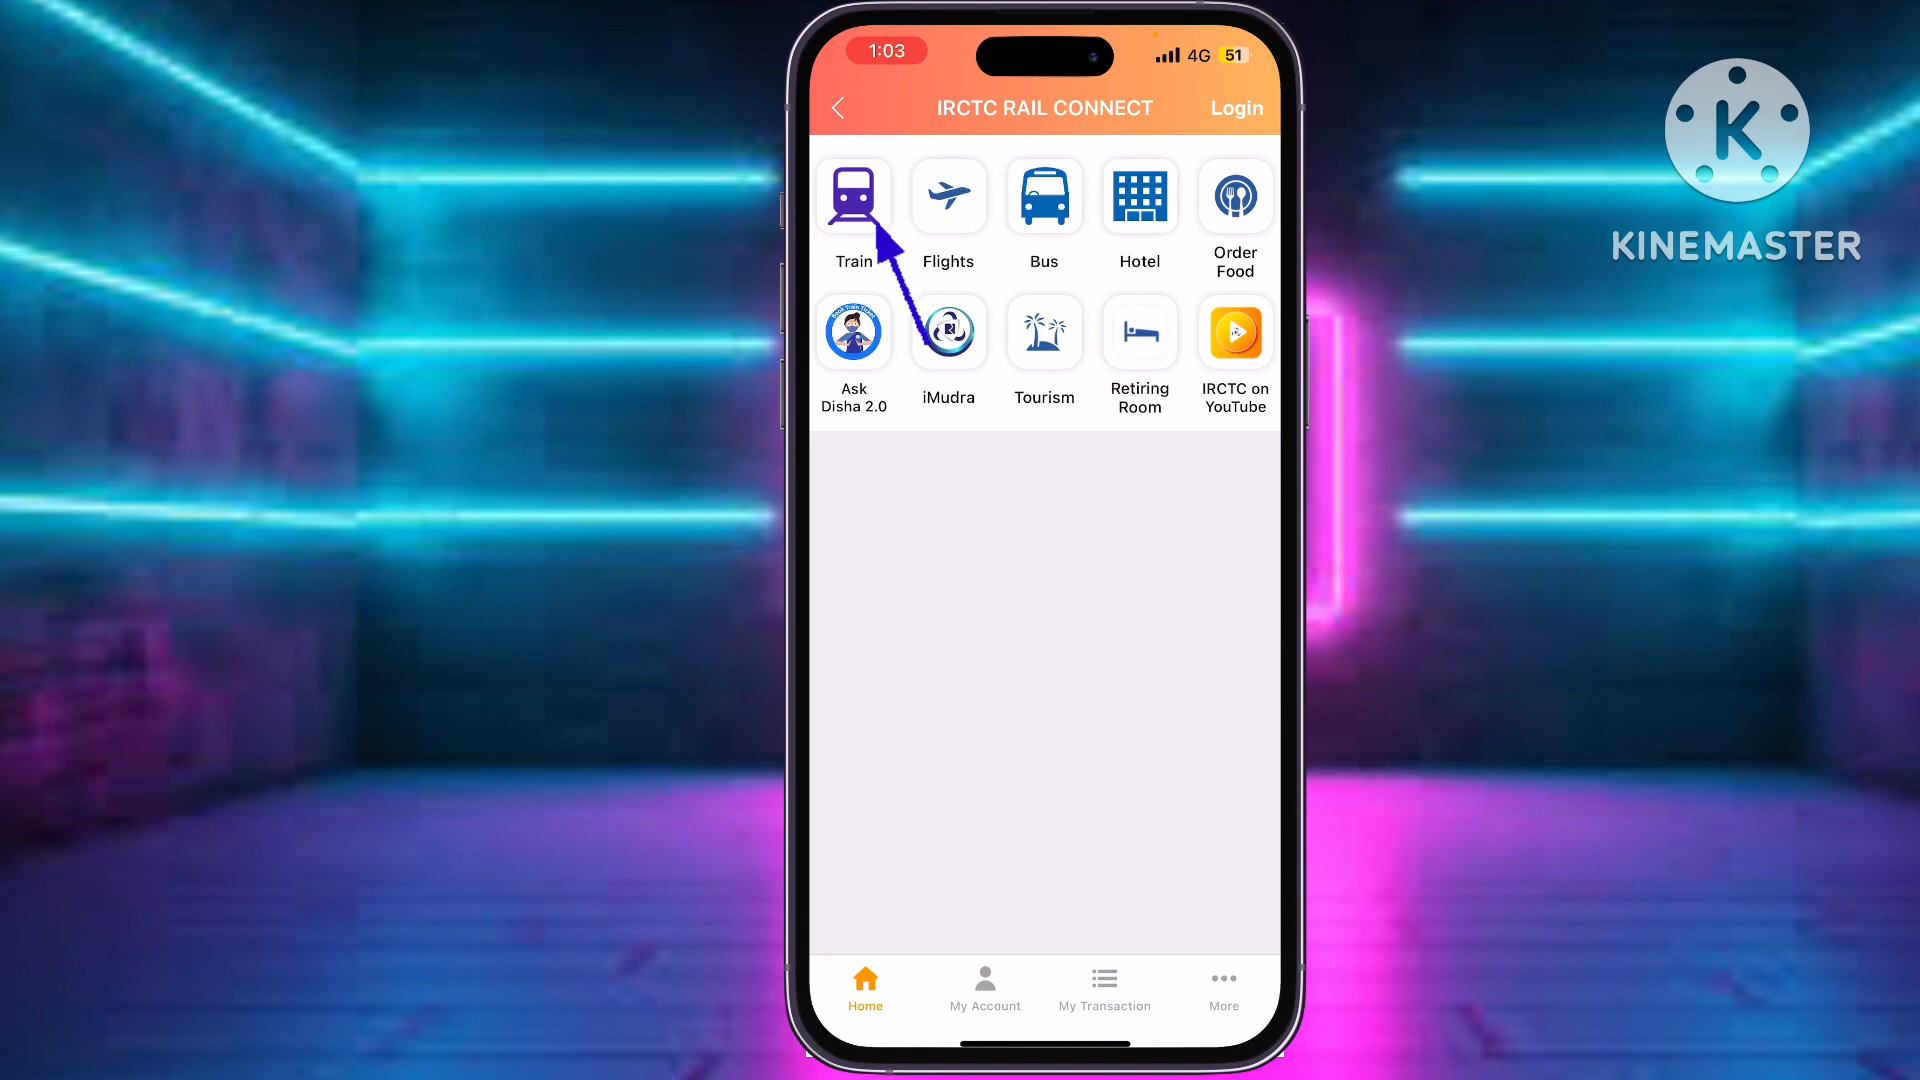 1:03
4G 51
IRCTC RAIL CONNECT
Login
K
KINEMASTER
Train
Flights
Bus
Hotel
Order
Food
Ask
Disha 2.0
iMudra
Tourism
Retiring
Room
IRCTC on
YouTube
Home
My Account
My Transaction
More